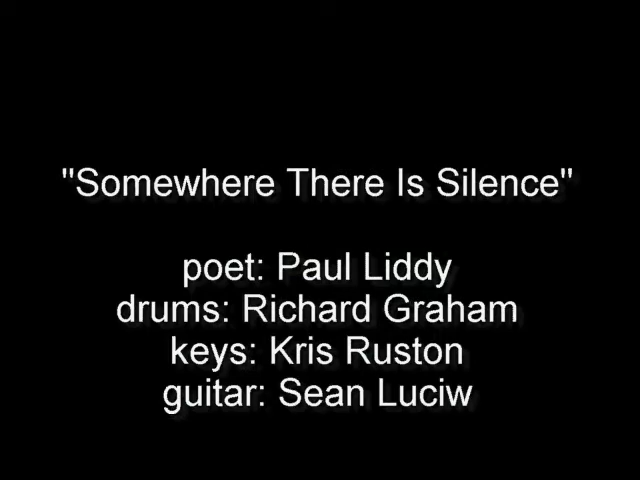 "Somewhere There Is Silence"
poet: Paul Liddy
drums: Richard Graham
keys: Kris Ruston
guitar: Sean Luciw